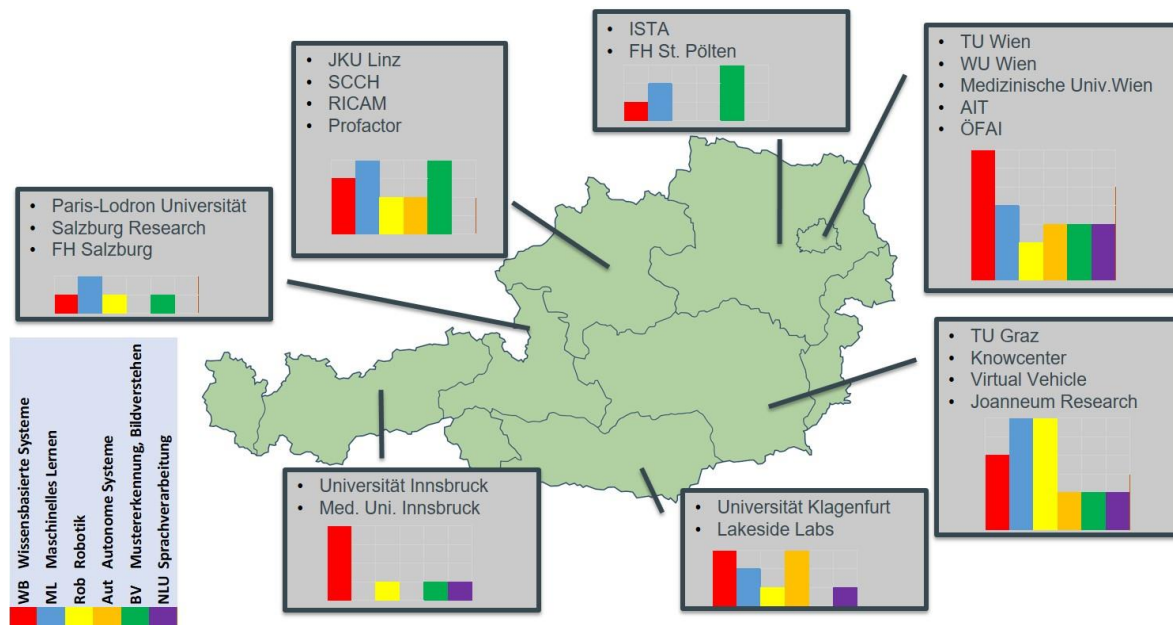 • ISTA
• FH St. Pölten
• JKU Linz
• SCCH
• RICAM
• Profactor
• TU Wien
• WU Wien
• Medizinische Univ.Wien
• AIT
• ÖFAI
• Paris-Lodron Universität
• Salzburg Research
• FH Salzburg
• TU Graz
• Knowcenter
• Virtual Vehicle
• Joanneum Research
• Universität Innsbruck
• Med. Uni. Innsbruck
• Universität Klagenfurt
• Lakeside Labs
WB Wissensbasierte Systeme
ML Maschinelles Lernen
Rob Robotik
Aut Autonome Systeme
BV Mustererkennung, Bildverstehen
NLU Sprachverarbeitung